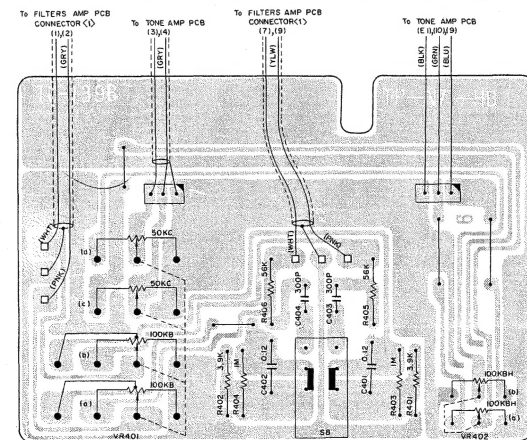 To FILTERS AMP PCB
CONNECTOR<1>
(1),(2)
(GRY)
To TONE AMP PCB
(3),(4)
(GRY)
To FILTERS AMP PCB
CONNECTOR<1>
(7),(9)
(YLW)
To TONE AMP PCB
(E1),(10),(9)
(BLK)
(GRN)
(BLU)
(WHT)
(PNK)
(WHT)
(PNK)
(d)
50KC
(c)
50KC
(b)
100KB
(a)
100KB
VR401
56K
R406
300P
C404
300P
C403
56K
R405
3.9K
R402
1M
R404
0.12
C402
S8
0.12
C401
1M
R403
3.9K
R401
100KBH
(b)
100KBH
(a)
VR402